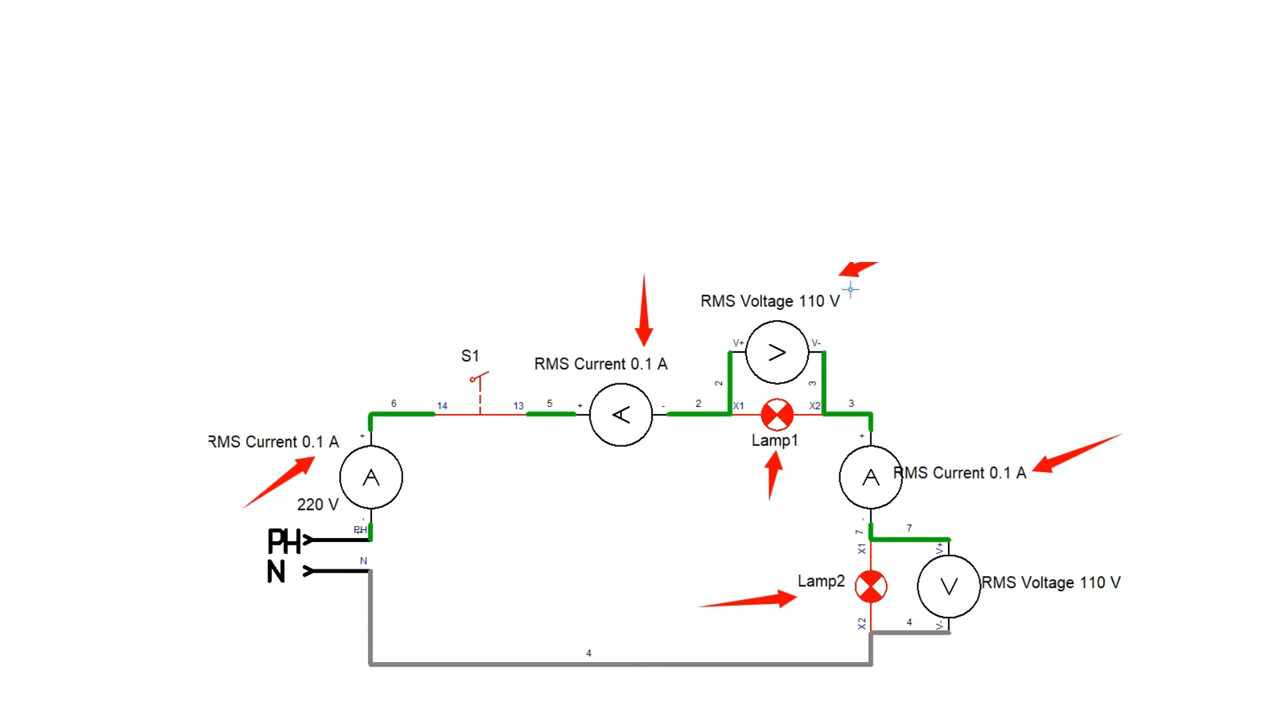 RMS Voltage 110 V
V+
V-
S1
RMS Current 0.1 A
2
3
6
14
13
5
+
-
2
X1
X2
3
Lamp1
RMS Current 0.1 A
+
A
220 V
-
PH
PH
N
N
+
A
RMS Current 0.1 A
-
7
7
X1
V+
Lamp2
V
RMS Voltage 110 V
X2
4
V-
4